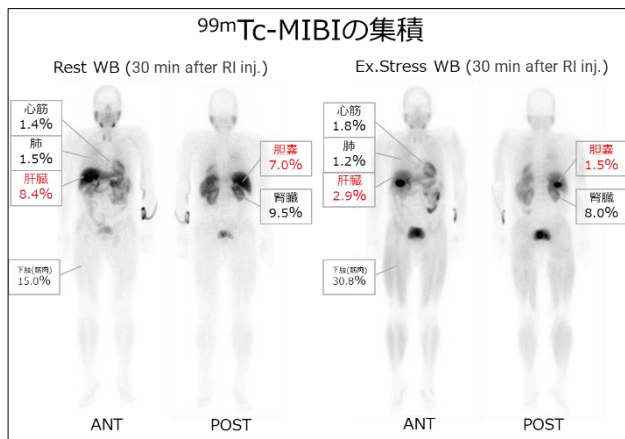 99mTc-MIBIの集積
Rest WB (30 min after RI inj.)
心筋
1.4%
肺
1.5%
肝臓
8.4%
下肢(筋肉)
15.0%
胆嚢
7.0%
腎臓
9.5%
ANT
POST
Ex.Stress WB (30 min after RI inj.)
心筋
1.8%
肺
1.2%
肝臓
2.9%
下肢(筋肉)
30.8%
胆嚢
1.5%
腎臓
8.0%
ANT
POST